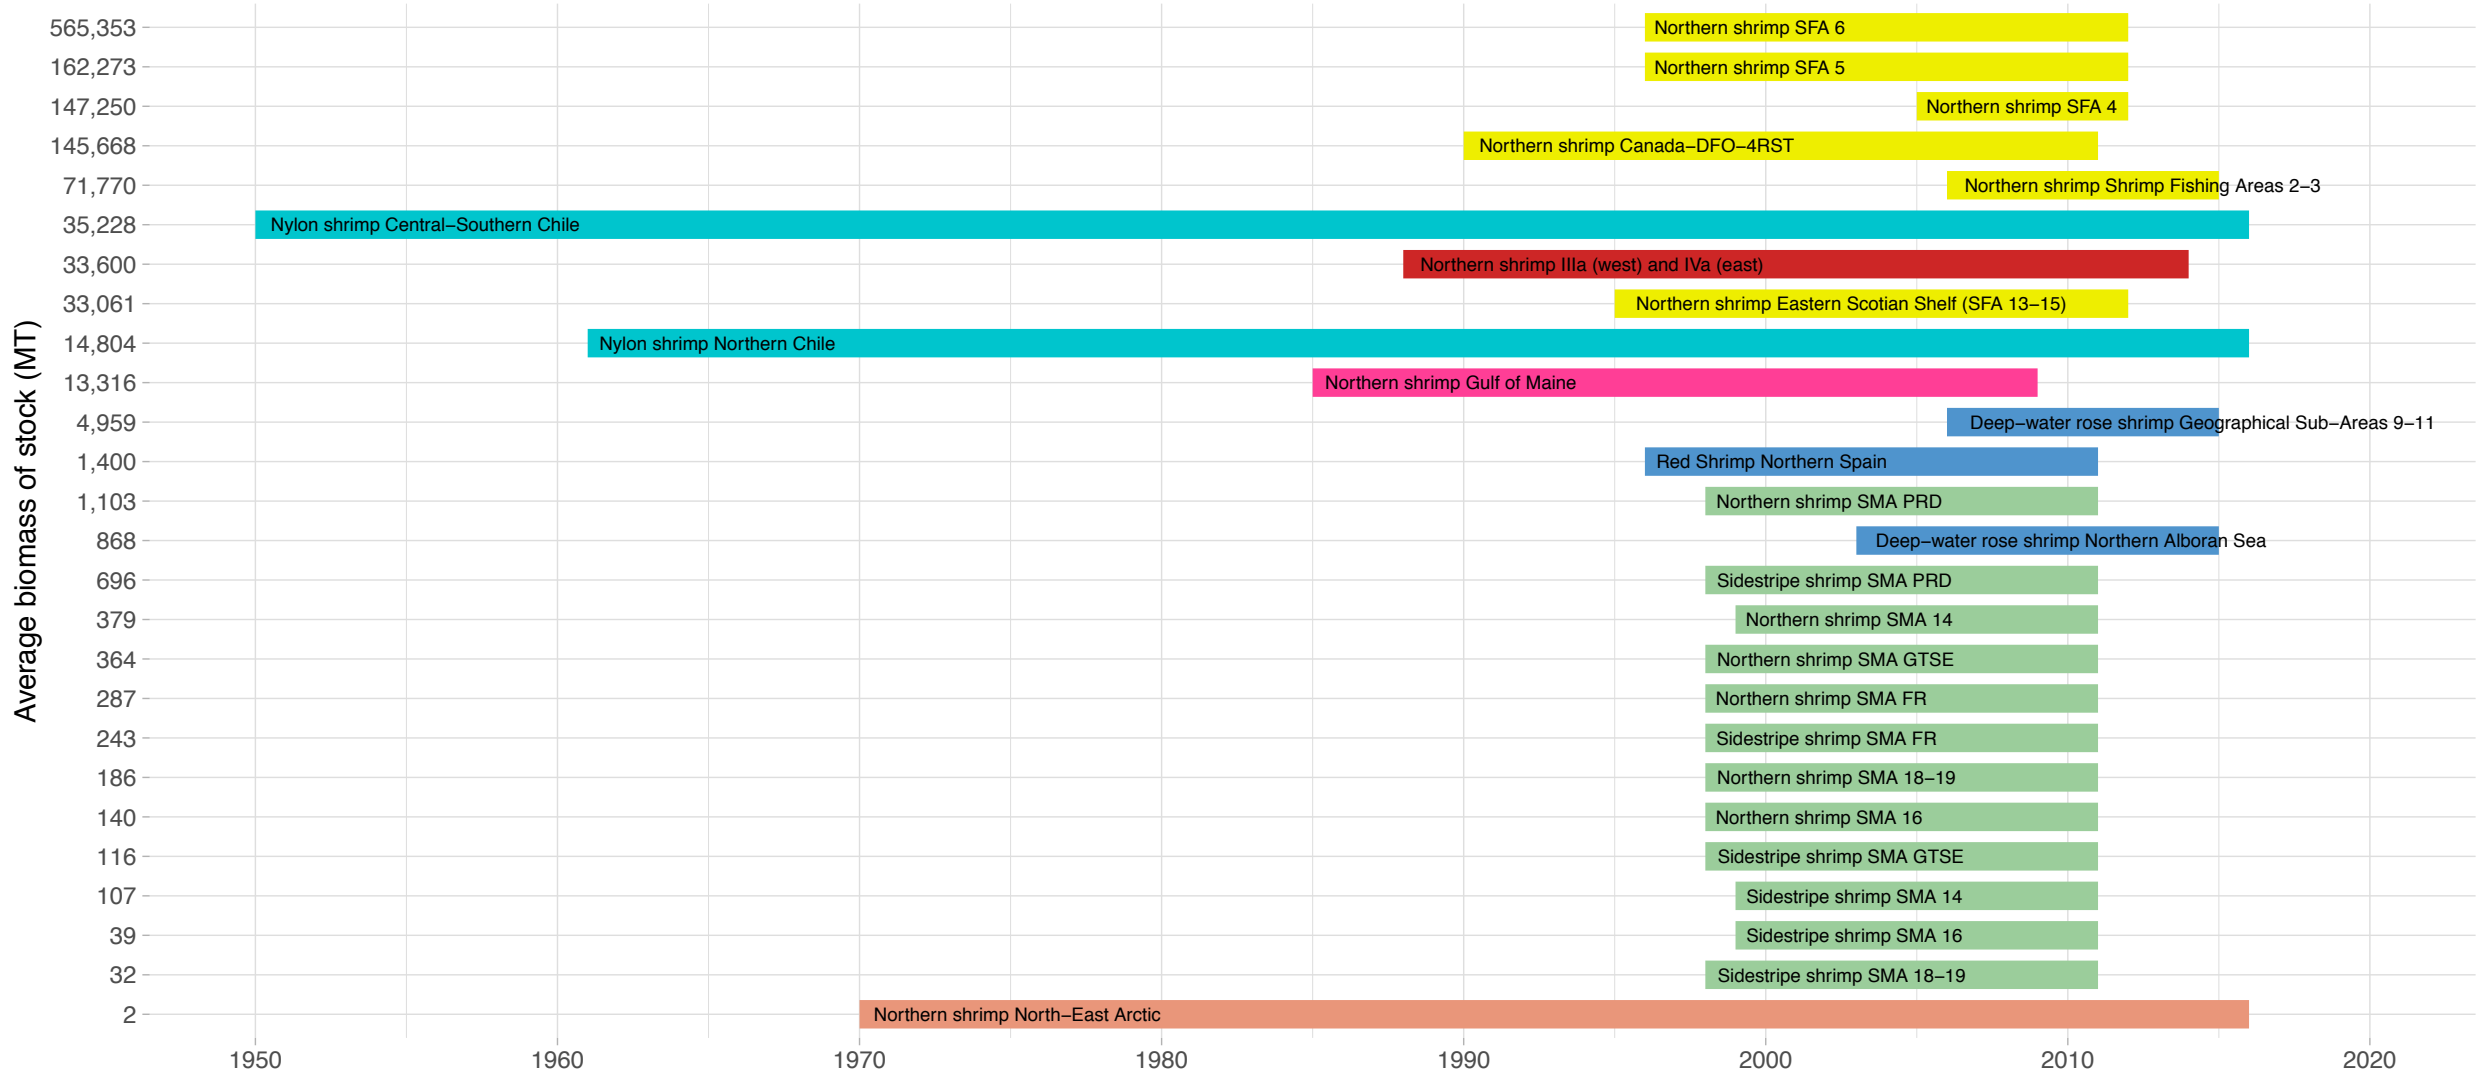 565,353 Northern shrimp SFA 6
162,273 Northern shrimp SFA 5
147,250 Northern shrimp SFA 4
145,668 Northern shrimp Canada−DFO−4RST
71,770 Northern shrimp Shrimp Fishing Areas 2−3
35,228 Nylon shrimp Central−Southern Chile
33,600 Northern shrimp IIIa (west) and IVa (east)
33,061 Northern shrimp Eastern Scotian Shelf (SFA 13−15)
14,804 Nylon shrimp Northern Chile
13,316 Northern shrimp Gulf of Maine
4,959 Deep−water rose shrimp Geographical Sub−Areas 9−11
1,400 Red Shrimp Northern Spain
1,103 Northern shrimp SMA PRD
868 Deep−water rose shrimp Northern Alboran Sea
696 Sidestripe shrimp SMA PRD
379 Northern shrimp SMA 14
364 Northern shrimp SMA GTSE
287 Northern shrimp SMA FR
243 Sidestripe shrimp SMA FR
186 Northern shrimp SMA 18−19
140 Northern shrimp SMA 16
116 Sidestripe shrimp SMA GTSE
107 Sidestripe shrimp SMA 14
39 Sidestripe shrimp SMA 16
32 Sidestripe shrimp SMA 18−19
2 Northern shrimp North−East Arctic
1950 1960 1970 1980 1990 2000 2010 2020
Average biomass of stock (MT)